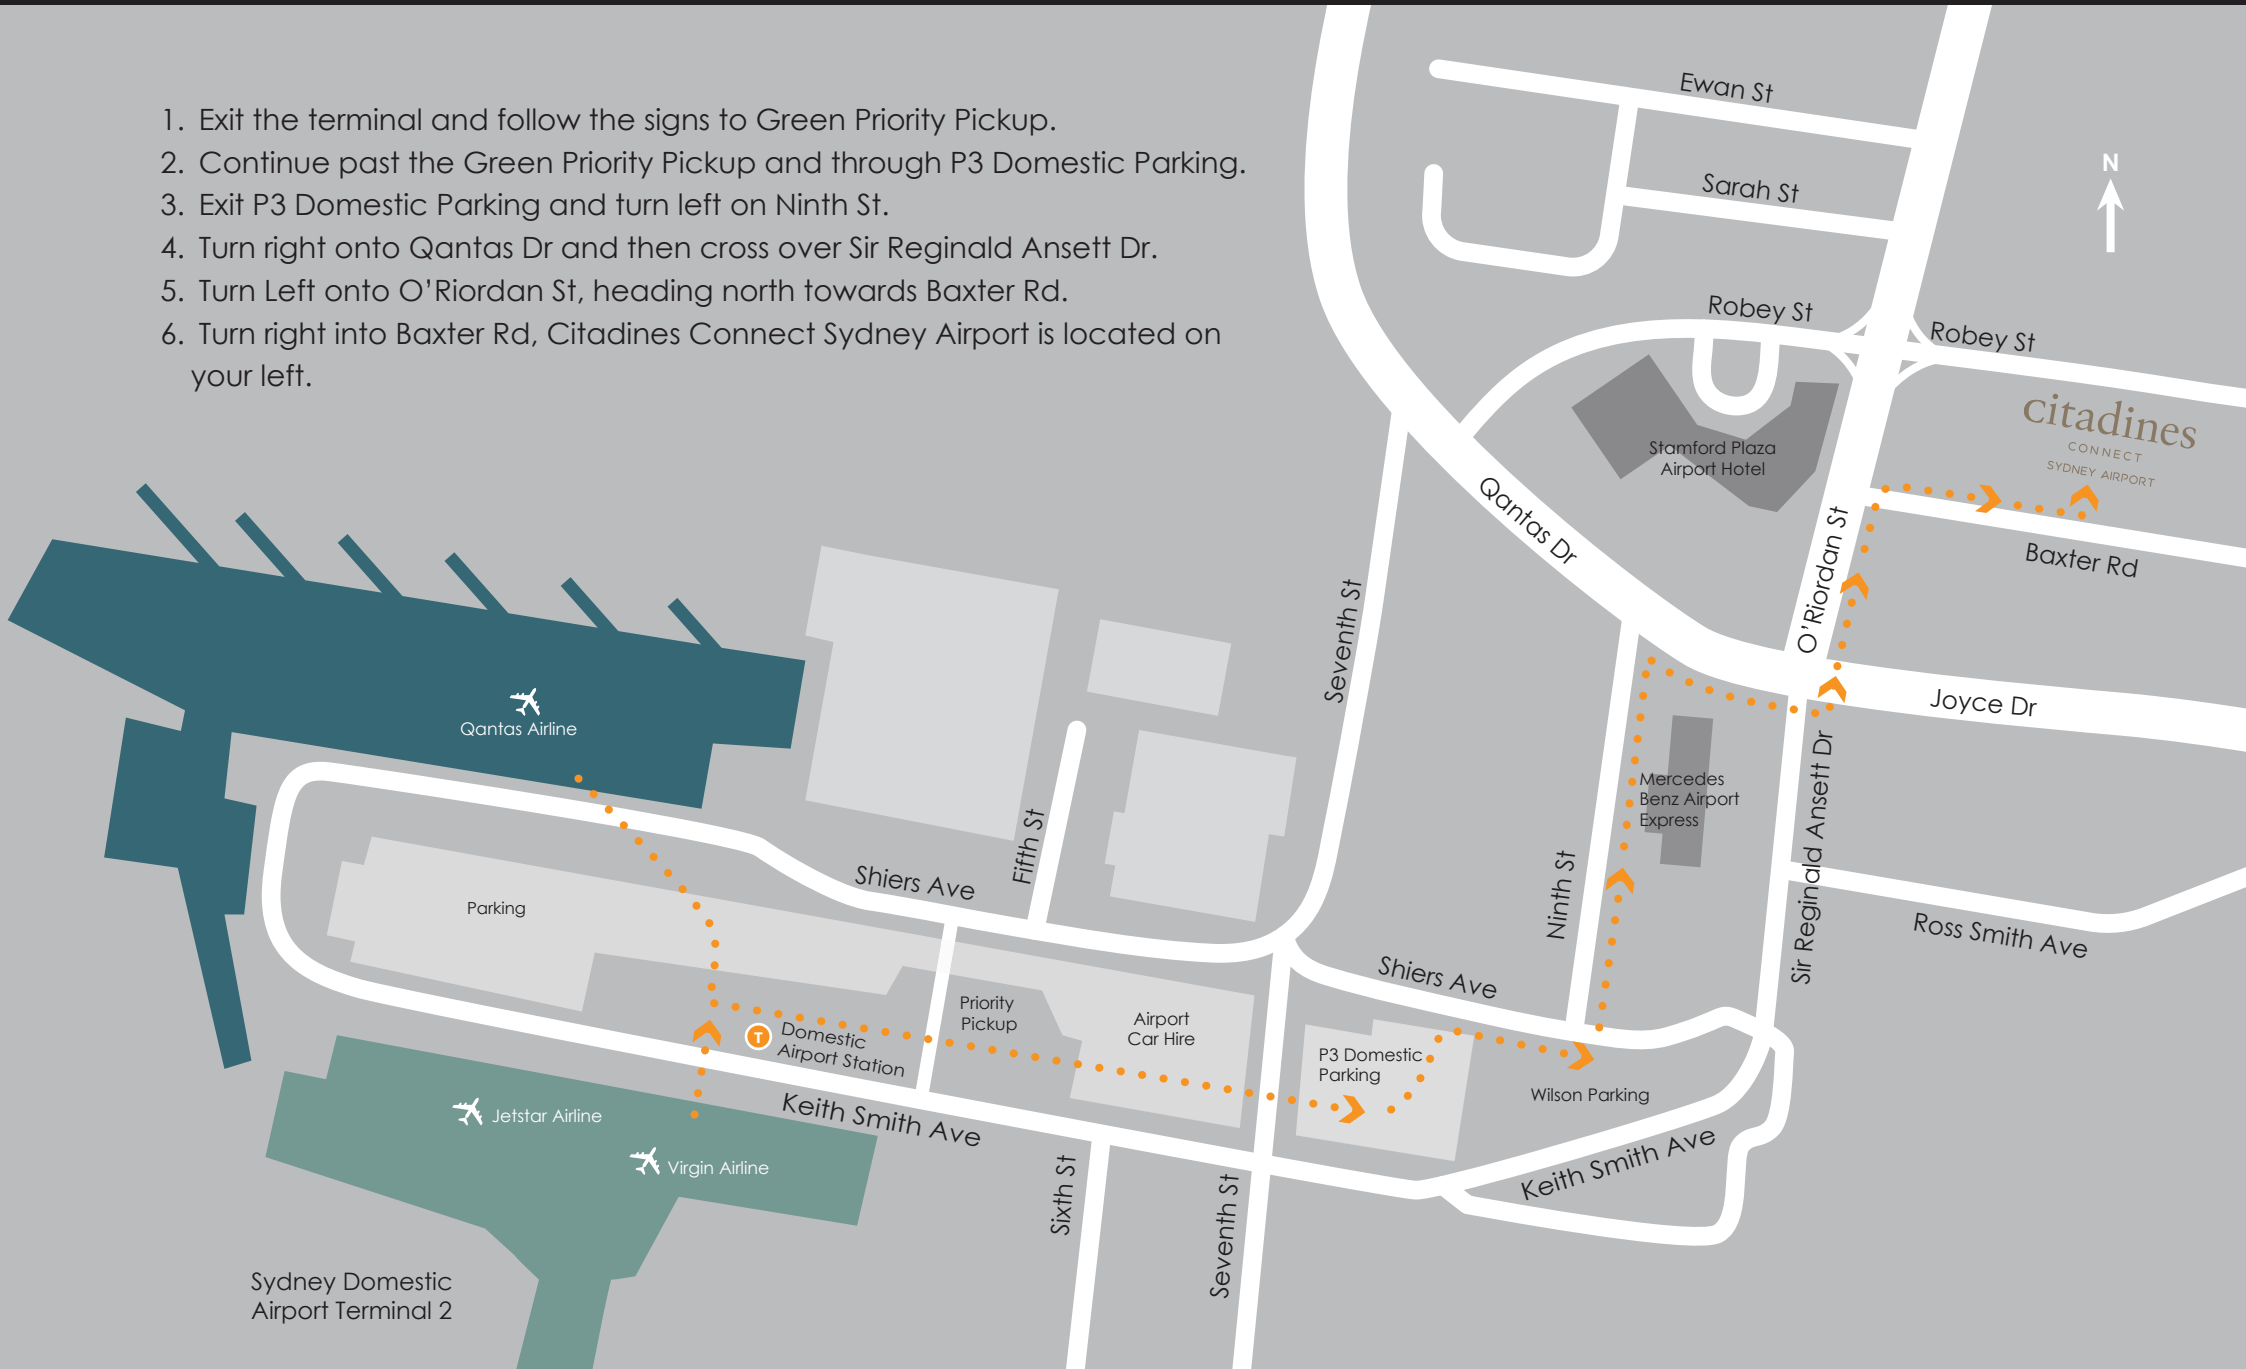 1. Exit the terminal and follow the signs to Green Priority Pickup.
2. Continue past the Green Priority Pickup and through P3 Domestic Parking.
3. Exit P3 Domestic Parking and turn left on Ninth St.
4. Turn right onto Qantas Dr and then cross over Sir Reginald Ansett Dr.
5. Turn Left onto O'Riordan St, heading north towards Baxter Rd.
6. Turn right into Baxter Rd, Citadines Connect Sydney Airport is located on
your left.
Ewan St
N
Sarah St
Robey St
Robey St
citadines
CONNECT
SYDNEY AIRPORT
Stamford Plaza
Airport Hotel
Qantas Dr
O'Riordan St
Baxter Rd
Seventh St
Joyce Dr
Qantas Airline
Mercedes
Benz Airport
Express
Sir Reginald Ansett Dr
Fifth St
Shiers Ave
Parking
Ninth St
Ross Smith Ave
Shiers Ave
Priority
Pickup
Airport
Car Hire
T
Domestic
Airport Station
P3 Domestic
Parking
Wilson Parking
Jetstar Airline
Keith Smith Ave
Virgin Airline
Keith Smith Ave
Sixth St
Seventh St
Sydney Domestic
Airport Terminal 2